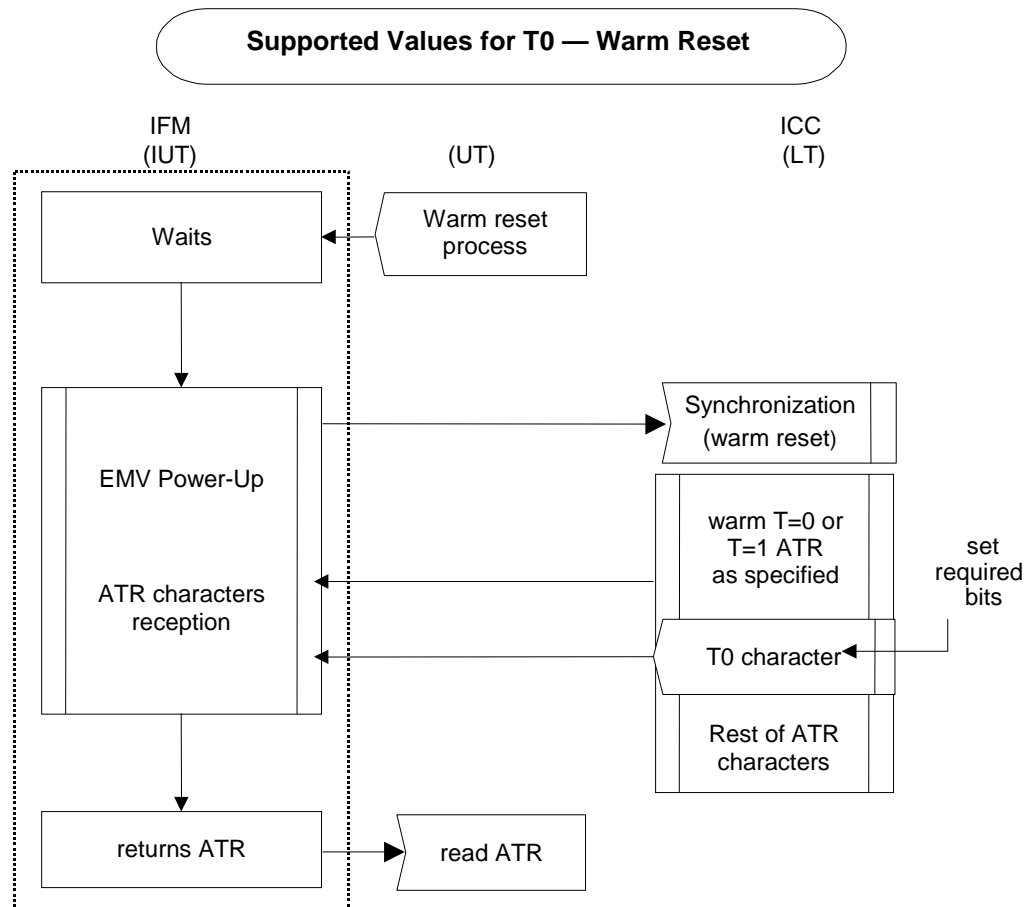 Supported Values for T0 — Warm Reset
IFM
(IUT)
(UT)
ICC
(LT)
Waits
Warm reset
process
EMV Power-Up
Synchronization
(warm reset)
warm T=0 or
T=1 ATR
as specified
set
required
bits
ATR characters
reception
T0 character
Rest of ATR
characters
returns ATR
read ATR